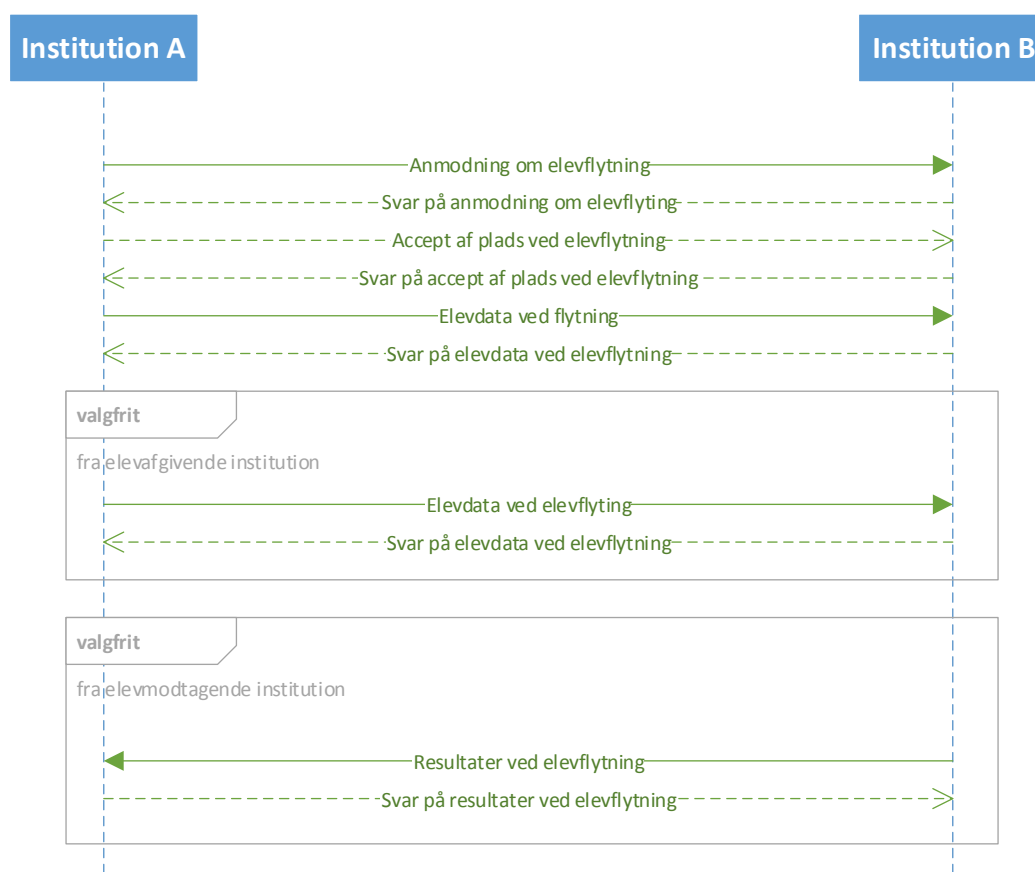 Institution A
Institution B
Anmodning om elevflytning
Svar på anmodning om elevflyting
Accept af plads ved elevflytning
Svar på accept af plads ved elevflytning
Elevdata ved flytning
Svar på elevdata ved elevflytning
valgfrit
fra elevafgivende institution
Elevdata ved elevflyting
Svar på elevdata ved elevflytning
valgfrit
fra elevmodtagende institution
Resultater ved elevflytning
Svar på resultater ved elevflytning